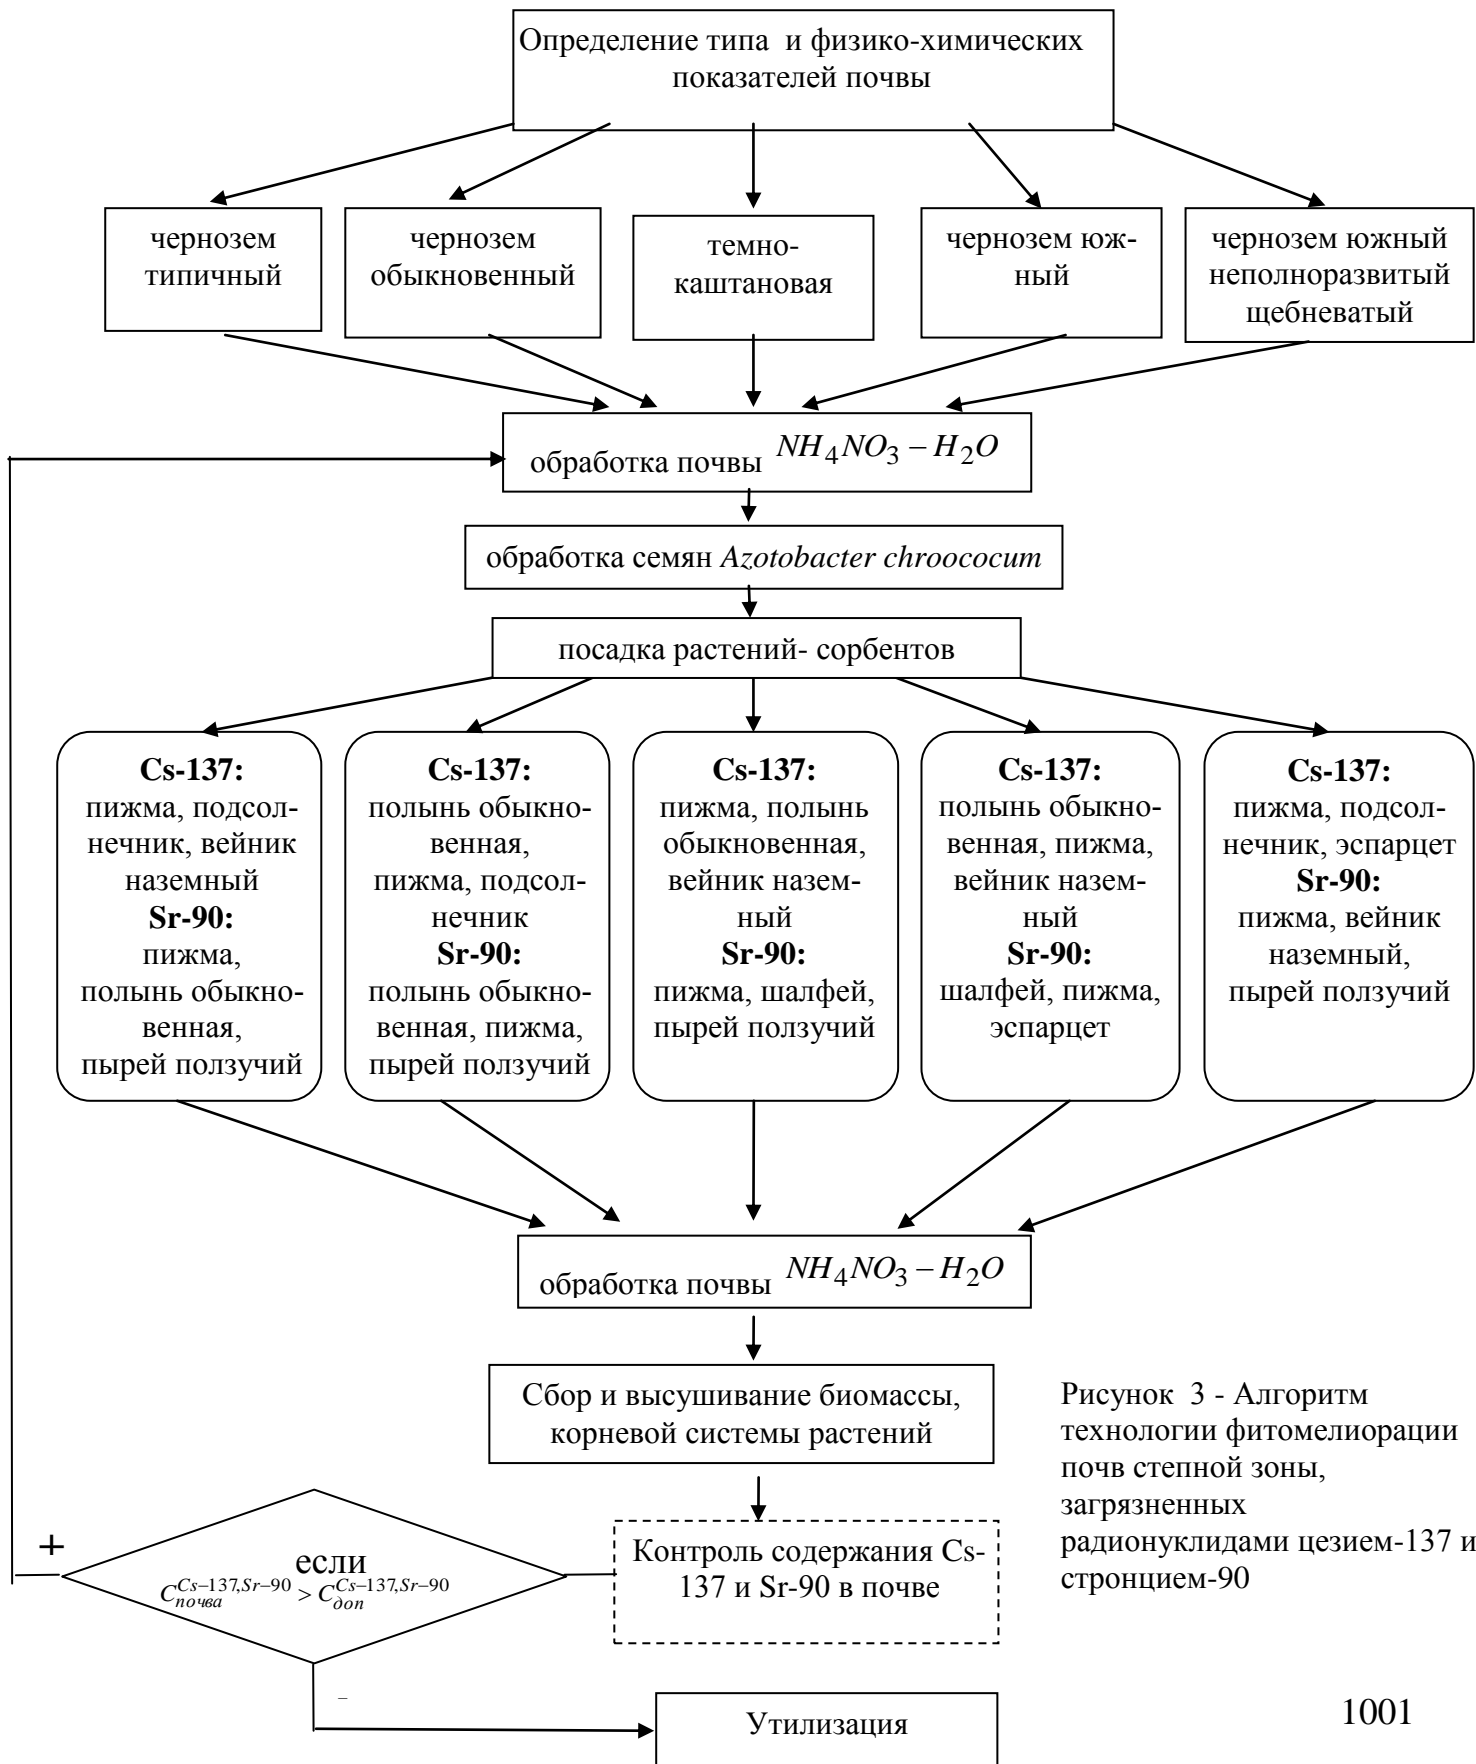 Определение типа и физико-химических
показателей почвы
чернозем
типичный
чернозем
обыкновенный
темно-
каштановая
чернозем юж-
ный
чернозем южный
неполноразвитый
щебневатый
обработка почвы NH₄NO₃ – H₂O
обработка семян Azotobacter chroococum
посадка растений- сорбентов
Cs-137:
пижма, подсол-
нечник, вейник
наземный
Sr-90:
пижма,
полынь обыкно-
венная,
пырей ползучий
Cs-137:
полынь обыкно-
венная,
пижма, подсол-
нечник
Sr-90:
полынь обыкно-
венная, пижма,
пырей ползучий
Cs-137:
пижма, полынь
обыкновенная,
вейник назем-
ный
Sr-90:
пижма, шалфей,
пырей ползучий
Cs-137:
полынь обыкно-
венная, пижма,
вейник назем-
ный
Sr-90:
шалфей, пижма,
эспарцет
Cs-137:
пижма, подсол-
нечник, эспарцет
Sr-90:
пижма, вейник
наземный,
пырей ползучий
обработка почвы NH₄NO₃ – H₂O
Сбор и высушивание биомассы,
корневой системы растений
Рисунок 3 - Алгоритм
технологии фитомелиорации
почв степной зоны,
загрязненных
радионуклидами цезием-137 и
стронцием-90
Контроль содержания Cs-
137 и Sr-90 в почве
+
если
C_{почва}^{Cs–137,Sr–90} > C_{доп}^{Cs–137,Sr–90}
–
Утилизация
1001